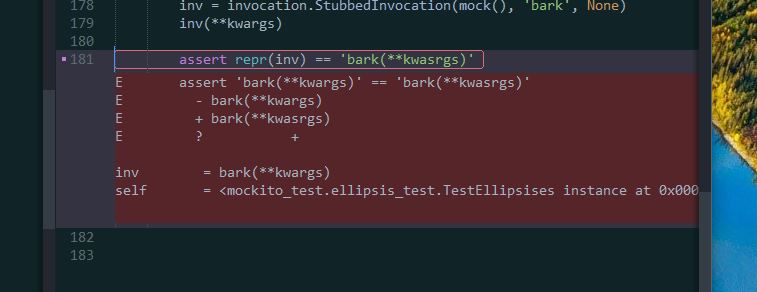 178 inv = invocation.StubbedInvocation(mock(), 'bark', None)
179 inv(**kwargs)
180
181 assert repr(inv) == 'bark(**kwasrgs)'
E assert 'bark(**kwargs)' == 'bark(**kwasrgs)'
E - bark(**kwargs)
E + bark(**kwasrgs)
E ? +
inv = bark(**kwargs)
self = <mockito_test.ellipsis_test.TestEllipsises instance at 0x000
182
183